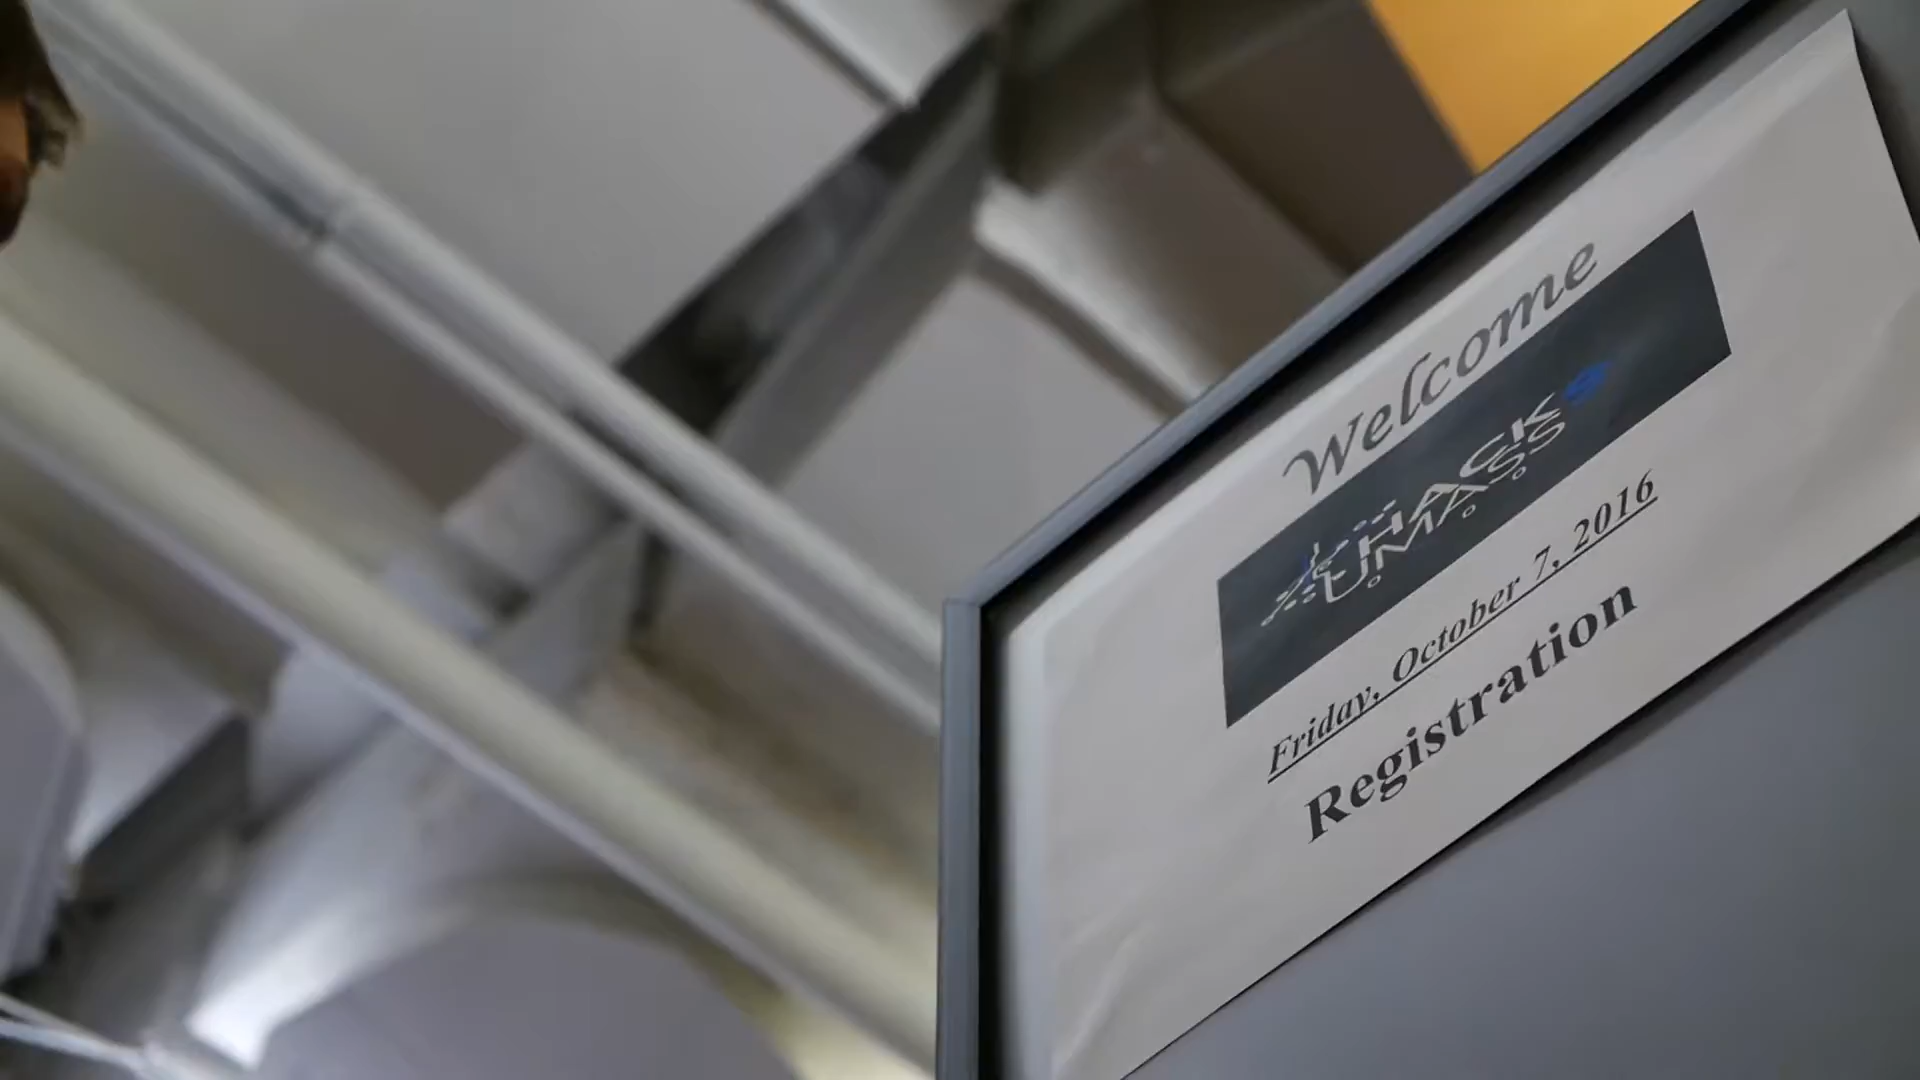 Welcome
HACK
UMASS
Friday, October 7, 2016
Registration